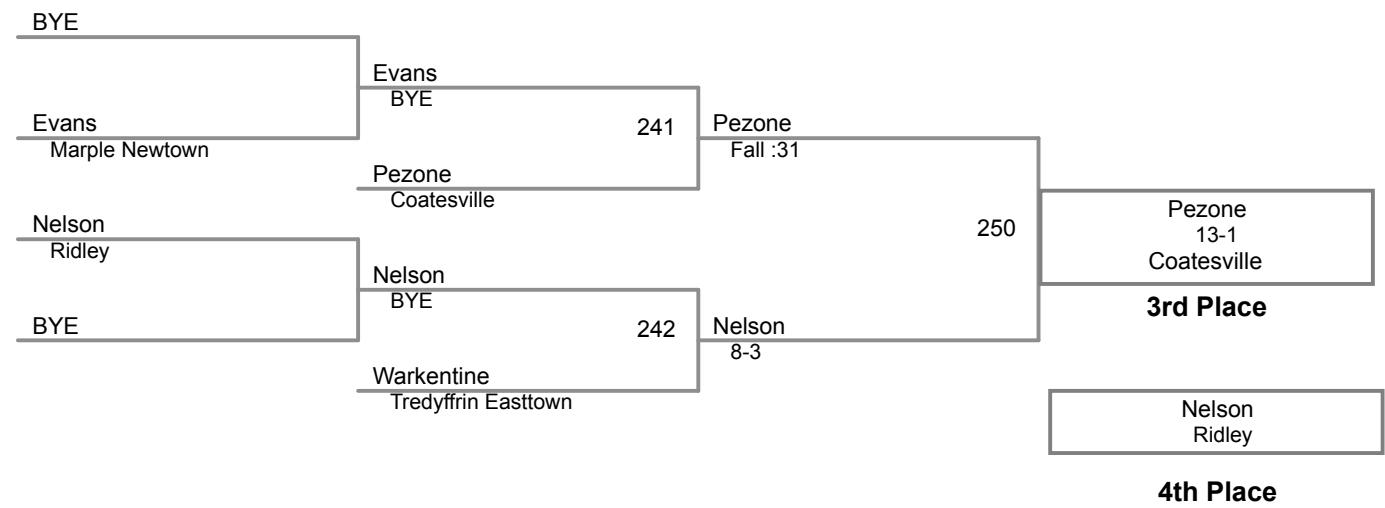 BYE
Evans
BYE
Evans
Marple Newtown
241
Pezone
Fall :31
Pezone
Coatesville
Nelson
Ridley
250
Pezone
13-1
Coatesville
3rd Place
Nelson
BYE
BYE
242
Nelson
8-3
Warkentine
Tredyffrin Easttown
Nelson
Ridley
4th Place